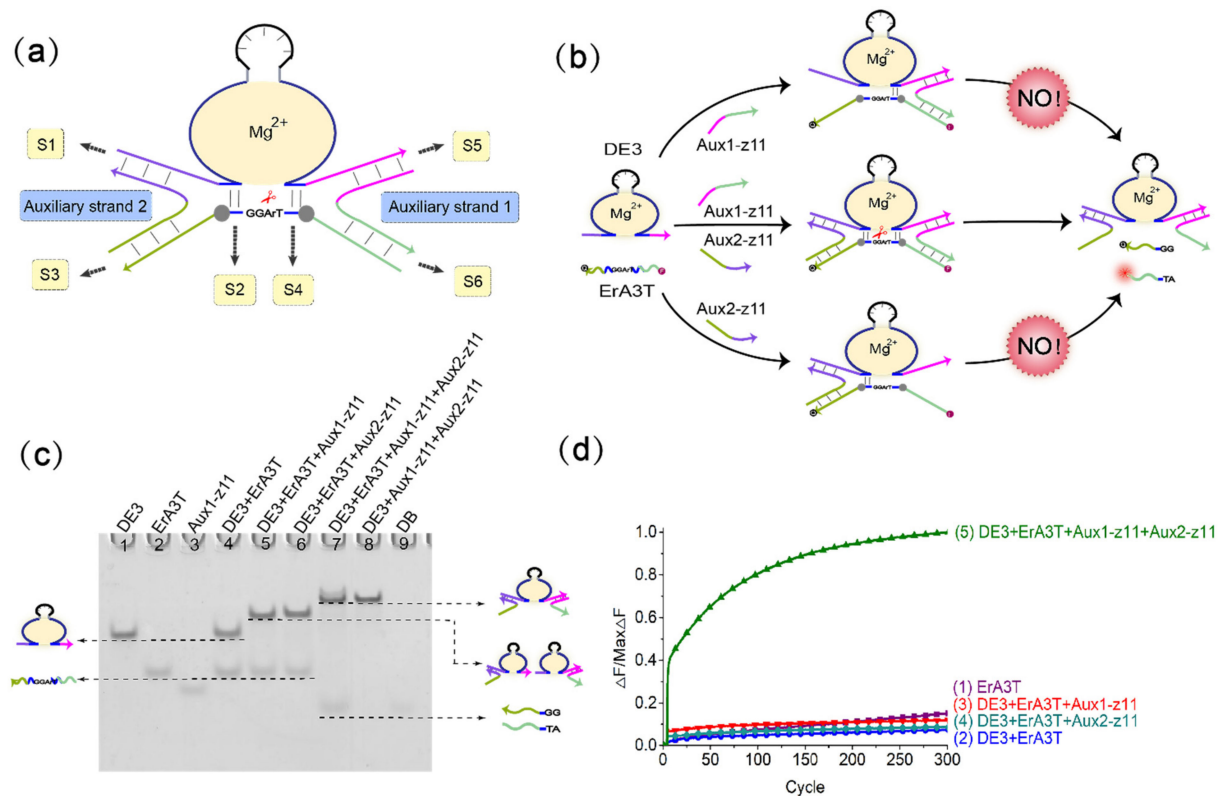 (a)
Mg2+
S1
S5
Auxiliary strand 2
Auxiliary strand 1
GGArT
S3
S2
S4
S6
(b)
Mg2+
GGArT
NO!
DE3
Aux1-z11
Mg2+
Aux1-z11
Aux2-z11
Mg2+
GGArT
Mg2+
GG
TA
GGArT
ErA3T
Aux2-z11
Mg2+
GGArT
NO!
(c)
DE3
ErA3T
Aux1-z11
DE3+ErA3T
DE3+ErA3T+Aux1-z11
DE3+ErA3T+Aux2-z11
DE3+ErA3T+Aux1-z11+Aux2-z11
DE3+Aux1-z11+Aux2-z11
DB
1 2 3 4 5 6 7 8 9
GG
TA
(d)
ΔF/MaxΔF
1.0
0.8
0.6
0.4
0.2
0.0
0 50 100 150 200 250 300
Cycle
(5) DE3+ErA3T+Aux1-z11+Aux2-z11
(1) ErA3T
(3) DE3+ErA3T+Aux1-z11
(4) DE3+ErA3T+Aux2-z11
(2) DE3+ErA3T